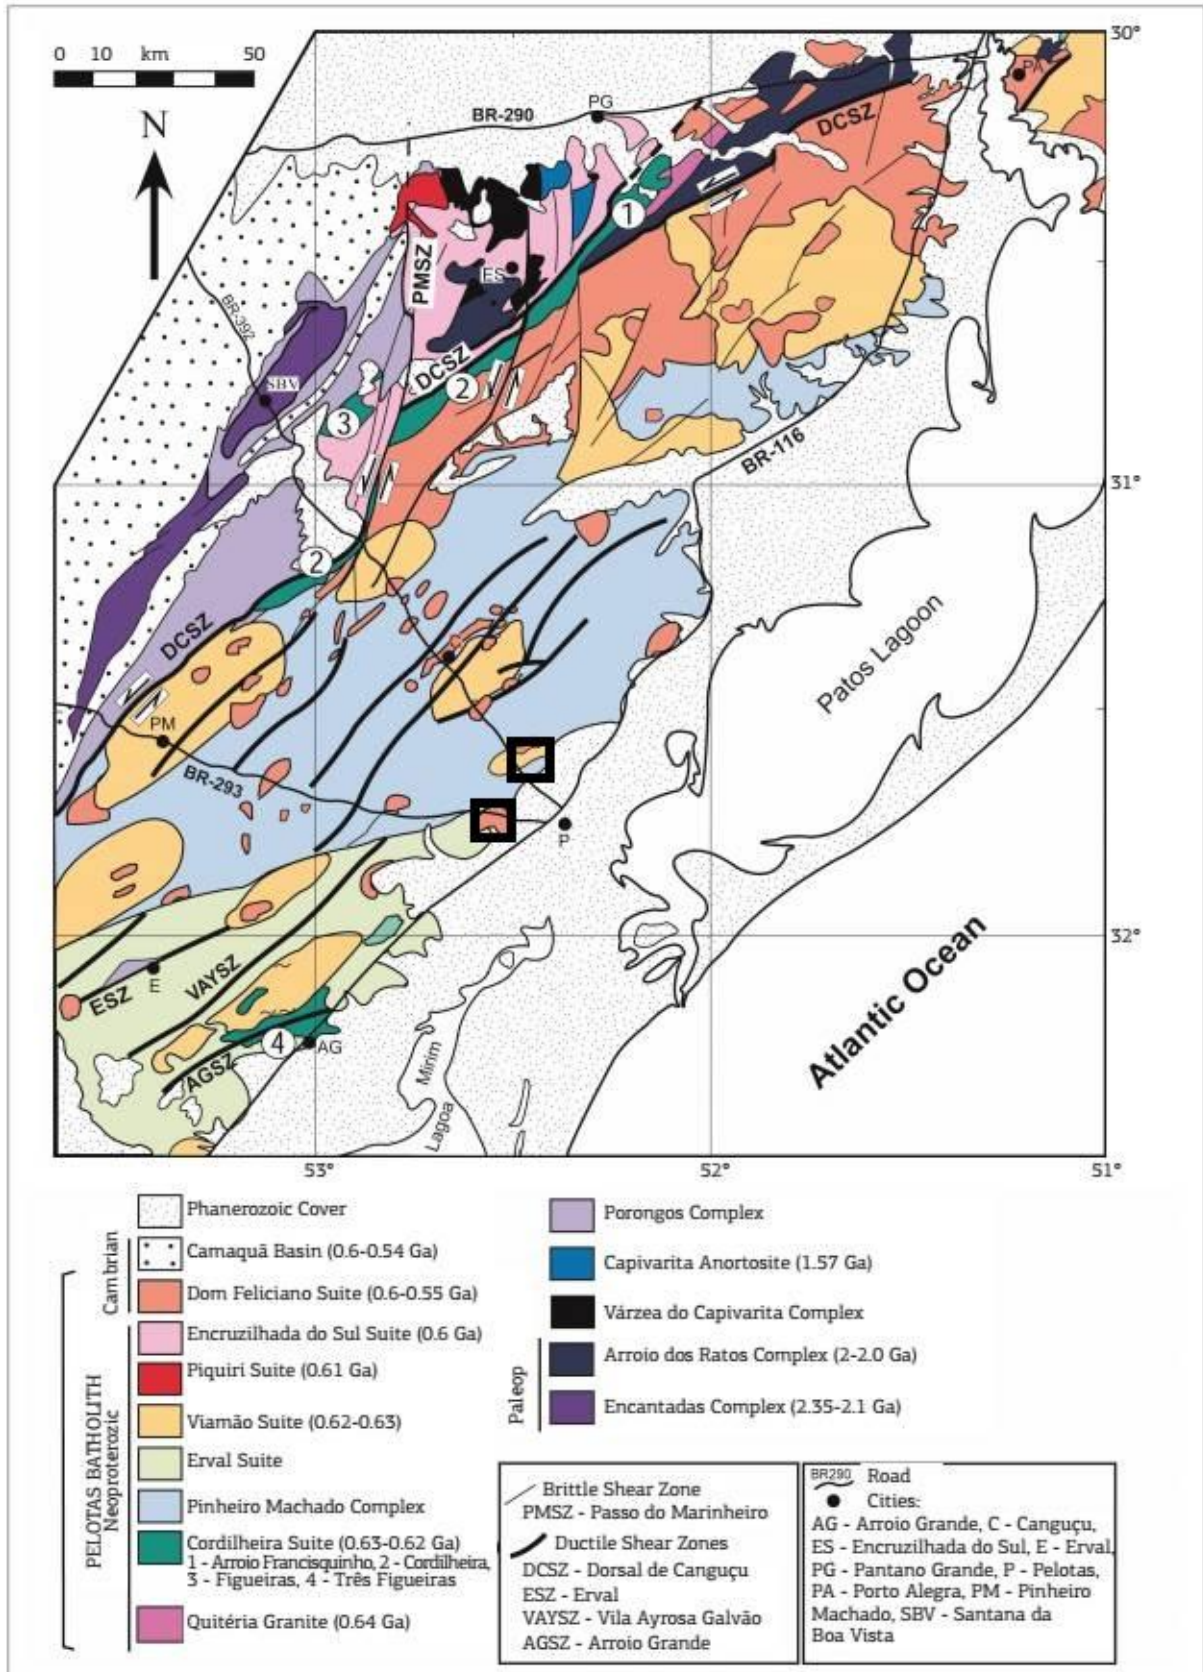 0 10 km 50
30°
N
BR-290
PG
PA
DCSZ
1
PMSZ
ES
BR-392
DCSZ
SBV
2
3
BR-116
31°
2
DCSZ
Patos Lagoon
PM
BR-293
P
32°
ESZ
E
VAYSZ
4
AG
AGSZ
Mirim
Lagoa
Atlantic Ocean
53°
52°
51°
Phanerozoic Cover
Cambrian
Camaquã Basin (0.6-0.54 Ga)
Dom Feliciano Suite (0.6-0.55 Ga)
PELOTAS BATHOLITH
Neoproterozic
Encruzilhada do Sul Suite (0.6 Ga)
Piquiri Suite (0.61 Ga)
Viamão Suite (0.62-0.63)
Erval Suite
Pinheiro Machado Complex
Cordilheira Suite (0.63-0.62 Ga)
1 - Arroio Francisquinho, 2 - Cordilheira,
3 - Figueiras, 4 - Três Figueiras
Quitéria Granite (0.64 Ga)
Porongos Complex
Capivarita Anortosite (1.57 Ga)
Várzea do Capivarita Complex
Paleop
Arroio dos Ratos Complex (2-2.0 Ga)
Encantadas Complex (2.35-2.1 Ga)
Brittle Shear Zone
PMSZ - Passo do Marinheiro
Ductile Shear Zones
DCSZ - Dorsal de Canguçu
ESZ - Erval
VAYSZ - Vila Ayrosa Galvão
AGSZ - Arroio Grande
BR290 Road
Cities:
AG - Arroio Grande, C - Canguçu,
ES - Encruzilhada do Sul, E - Erval,
PG - Pantano Grande, P - Pelotas,
PA - Porto Alegra, PM - Pinheiro
Machado, SBV - Santana da
Boa Vista